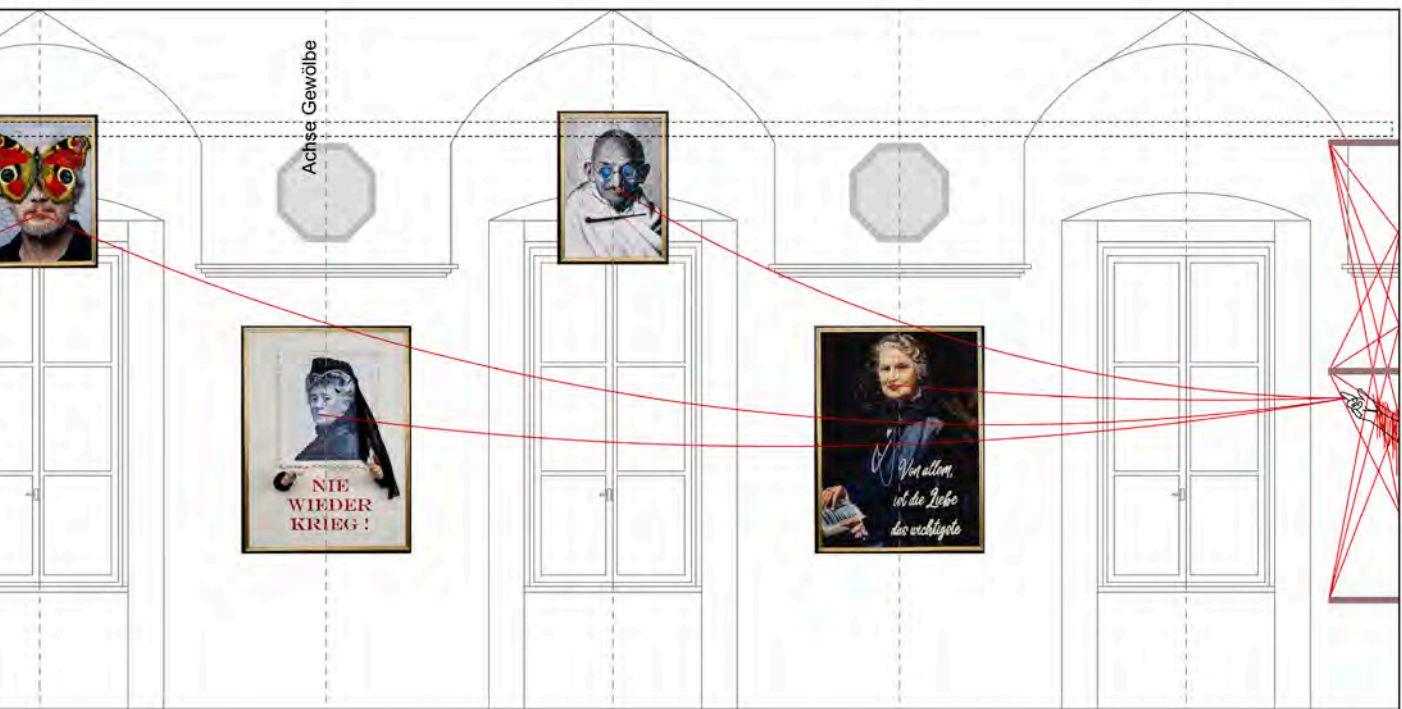 Achse Gewölbe
NIE
WIEDER
KRIEG !
Von allem,
ist die Liebe
das wichtigste